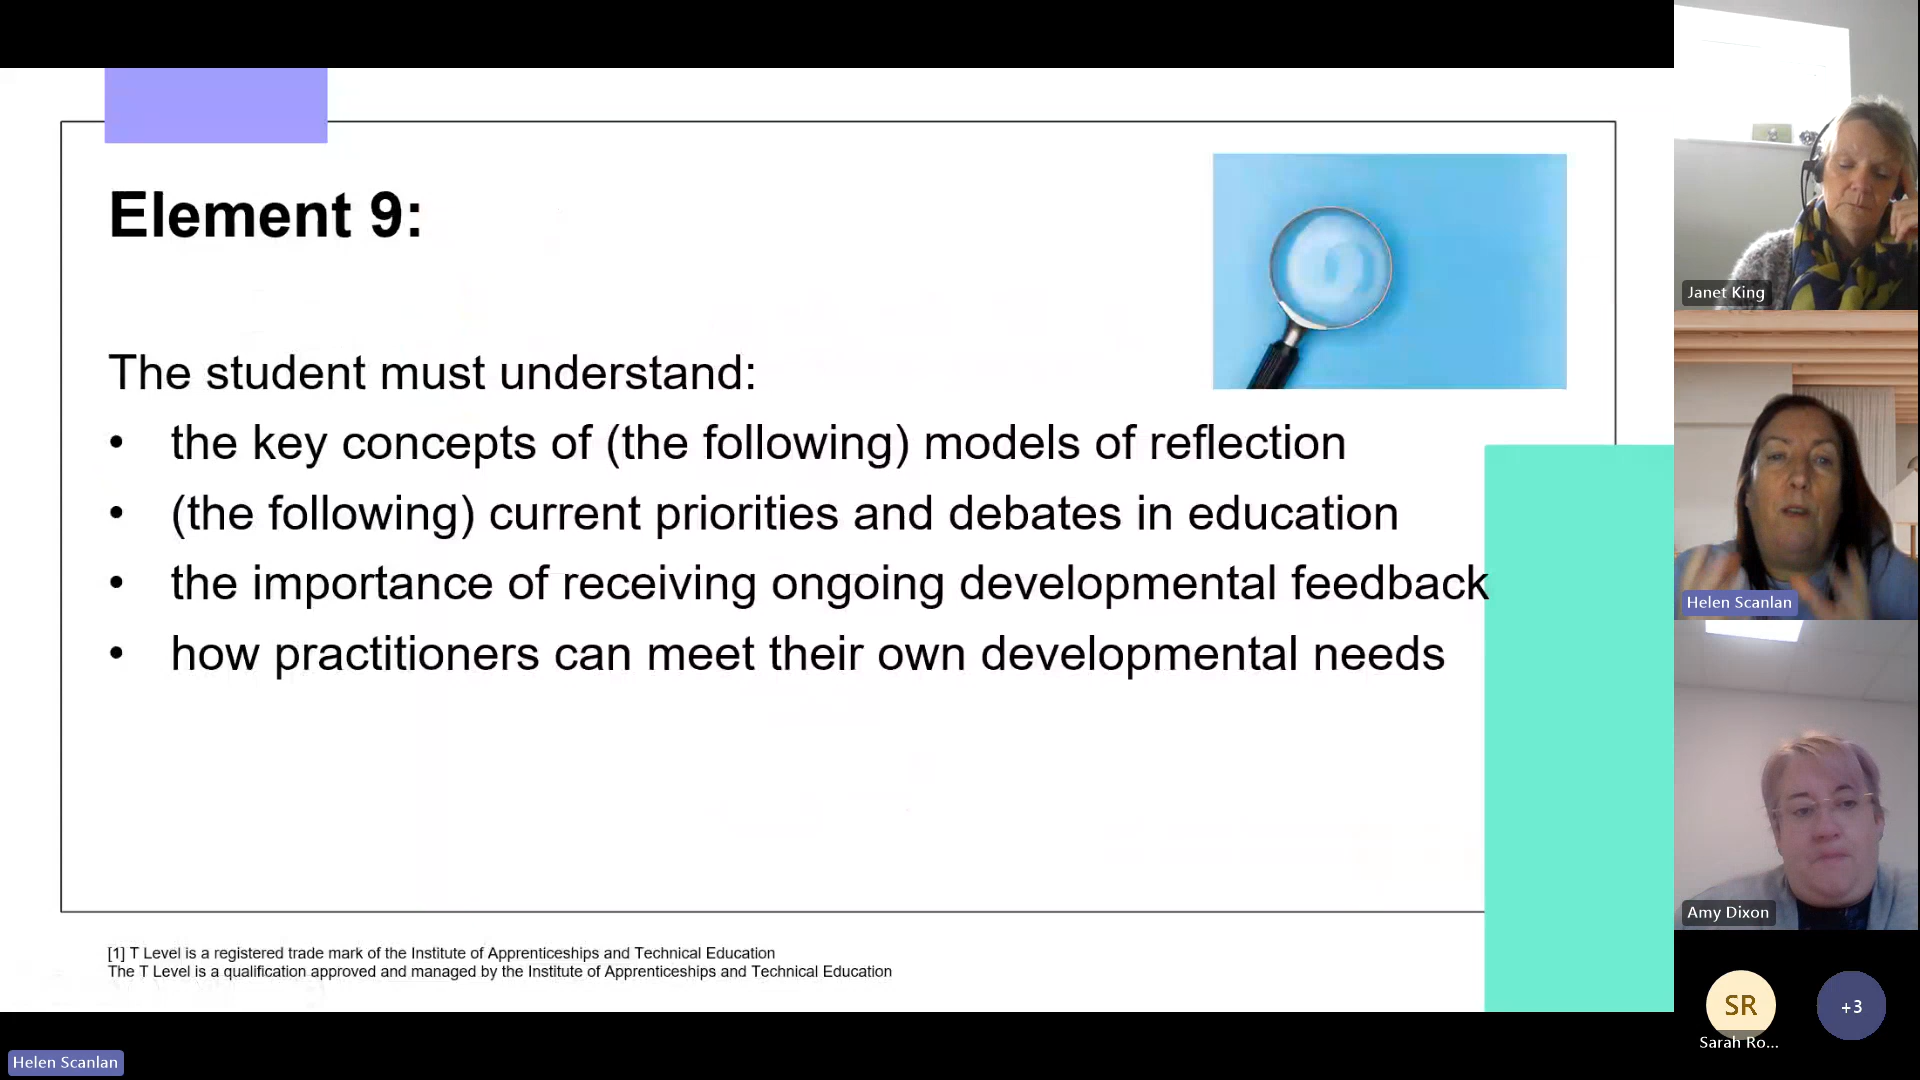 Element 9:
The student must understand:
• the key concepts of (the following) models of reflection
• (the following) current priorities and debates in education
• the importance of receiving ongoing developmental feedback
• how practitioners can meet their own developmental needs
[1] T Level is a registered trade mark of the Institute of Apprenticeships and Technical Education
The T Level is a qualification approved and managed by the Institute of Apprenticeships and Technical Education
Janet King
Helen Scanlan
Amy Dixon
SR
+3
Sarah Ro...
Helen Scanlan